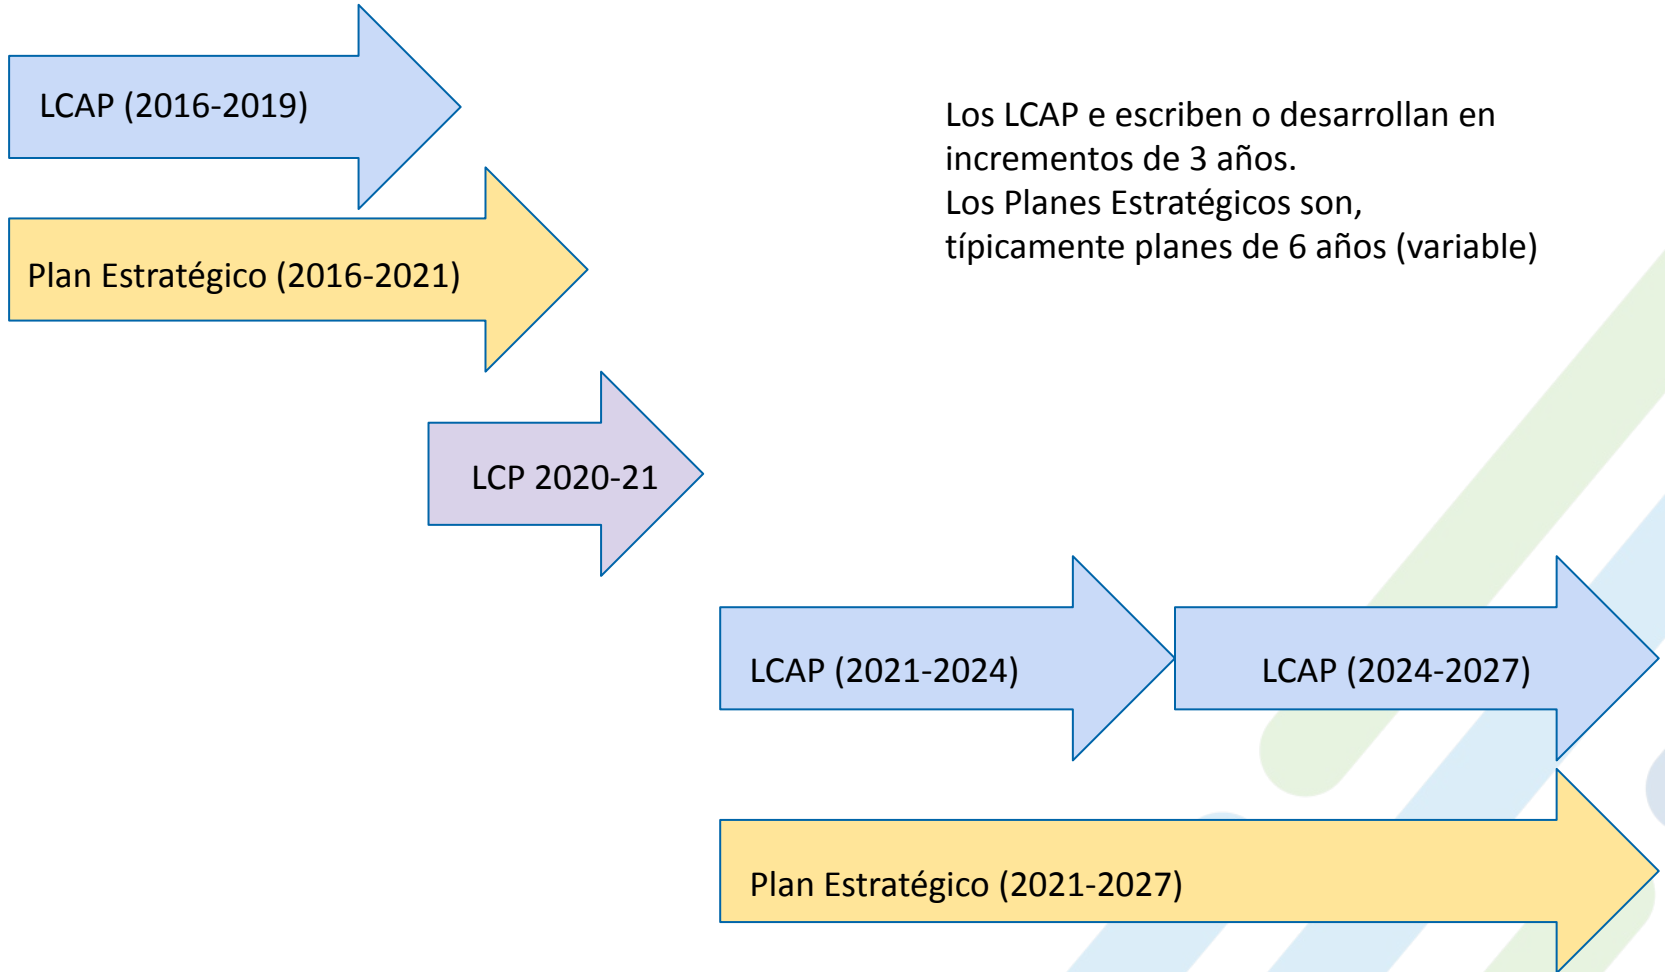 LCAP (2016-2019)
Los LCAP e escriben o desarrollan en
incrementos de 3 años.
Los Planes Estratégicos son,
típicamente planes de 6 años (variable)
Plan Estratégico (2016-2021)
LCP 2020-21
LCAP (2021-2024)
LCAP (2024-2027)
Plan Estratégico (2021-2027)